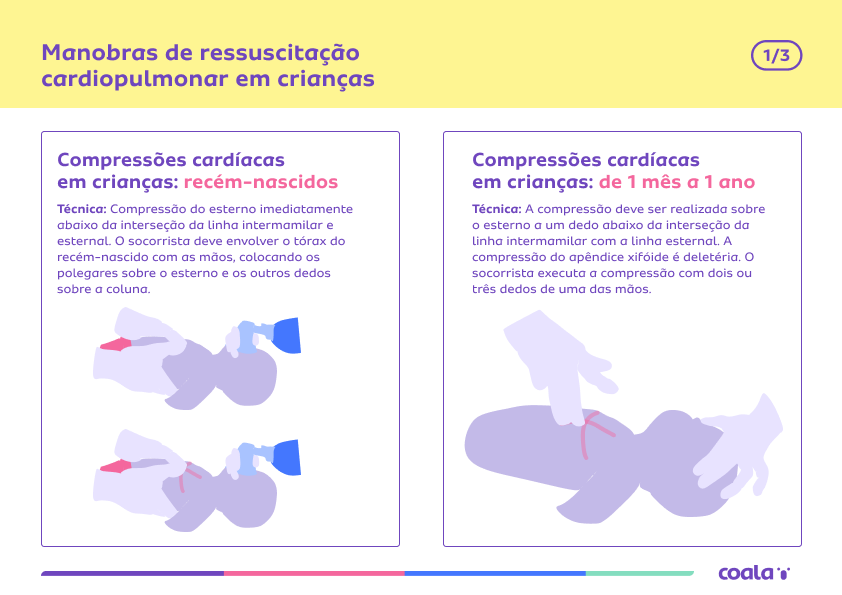 Manobras de ressuscitação
cardiopulmonar em crianças
1/3
Compressões cardíacas
em crianças: recém-nascidos
Técnica: Compressão do esterno imediatamente
abaixo da interseção da linha intermamilar e
esternal. O socorrista deve envolver o tórax do
recém-nascido com as mãos, colocando os
polegares sobre o esterno e os outros dedos
sobre a coluna.
Compressões cardíacas
em crianças: de 1 mês a 1 ano
Técnica: A compressão deve ser realizada sobre
o esterno a um dedo abaixo da interseção da
linha intermamilar com a linha esternal. A
compressão do apêndice xifóide é deletéria. O
socorrista executa a compressão com dois ou
três dedos de uma das mãos.
coala